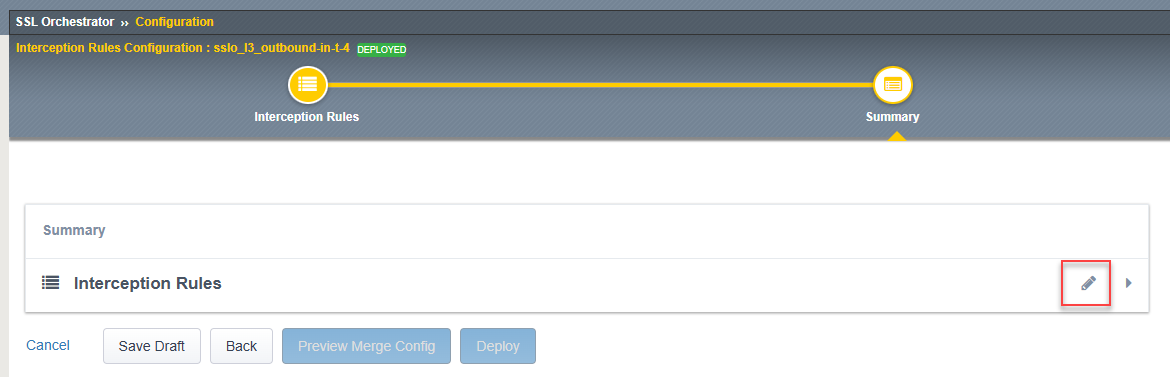 SSL Orchestrator ›› Configuration
Interception Rules Configuration : sslo_l3_outbound-in-t-4 DEPLOYED
Interception Rules
Summary
Summary
Interception Rules
Cancel Save Draft Back Preview Merge Config Deploy